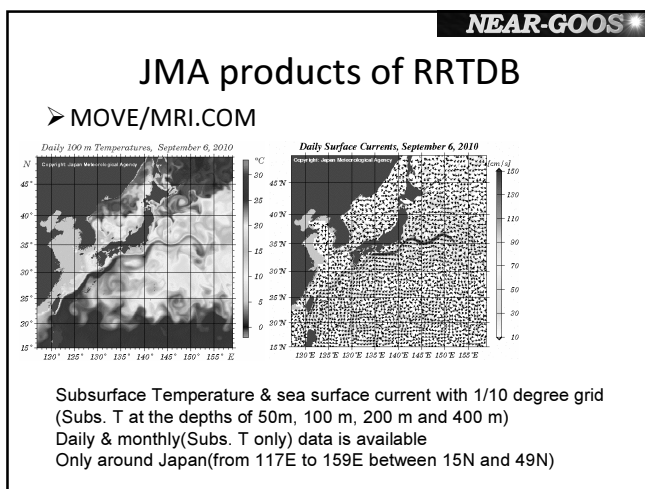 NEAR-GOOS
JMA products of RRTDB
➢ MOVE/MRI.COM
Daily 100 m Temperatures, September 6, 2010
N
Copyright: Japan Meteorological Agency
°C
45°
40°
35°
30°
25°
20°
15°
120° 125° 130° 135° 140° 145° 150° 155° E
30
25
20
15
10
5
0
Daily Surface Currents, September 6, 2010
Copyright: Japan Meteorological Agency
[cm/s]
45°N
40°N
35°N
30°N
25°N
20°N
15°N
120°E 125°E 130°E 135°E 140°E 145°E 150°E 155°E
150
130
110
90
70
50
30
10
Subsurface Temperature & sea surface current with 1/10 degree grid
(Subs. T at the depths of 50m, 100 m, 200 m and 400 m)
Daily & monthly(Subs. T only) data is available
Only around Japan(from 117E to 159E between 15N and 49N)